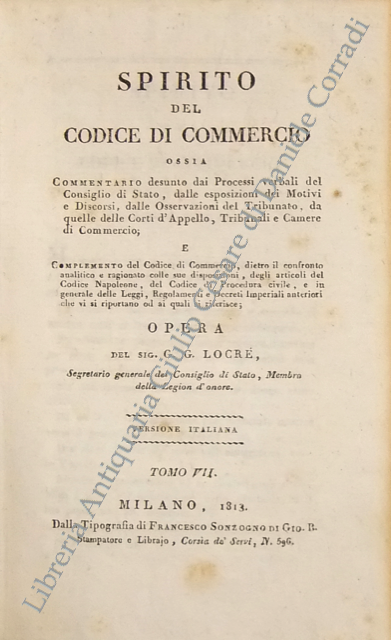 SPIRITO
DEL
CODICE DI COMMERCIO
OSSIA
COMMENTARIO desunto dai Processi verbali del
Consiglio di Stato, dalle esposizioni dei Motivi
e Discorsi, dalle Osservazioni del Tribunato, da
quelle delle Corti d'Appello, Tribunali e Camere
di Commercio;
E
COMPLEMENTO del Codice di Commercio, dietro il confronto
analitico e ragionato colle sue disposizioni, degli articoli del
Codice Napoleone, del Codice di Procedura civile, e in
generale delle Leggi, Regolamenti e Decreti Imperiali anteriori
che vi si riportano od ai quali si riferisce;
OPERA
DEL SIG. G. G. LOCRÉ,
Segretario generale del Consiglio di Stato, Membro
della Legion d'onore.
VERSIONE ITALIANA
TOMO VII.
MILANO, 1813.
Dalla Tipografia di FRANCESCO SONZOGNO DI GIO. B.
Stampatore e Librajo, Corsia de' Servi, N. 596.
Libreria Antiquaria Giulio Cesare di Daniele Corradi